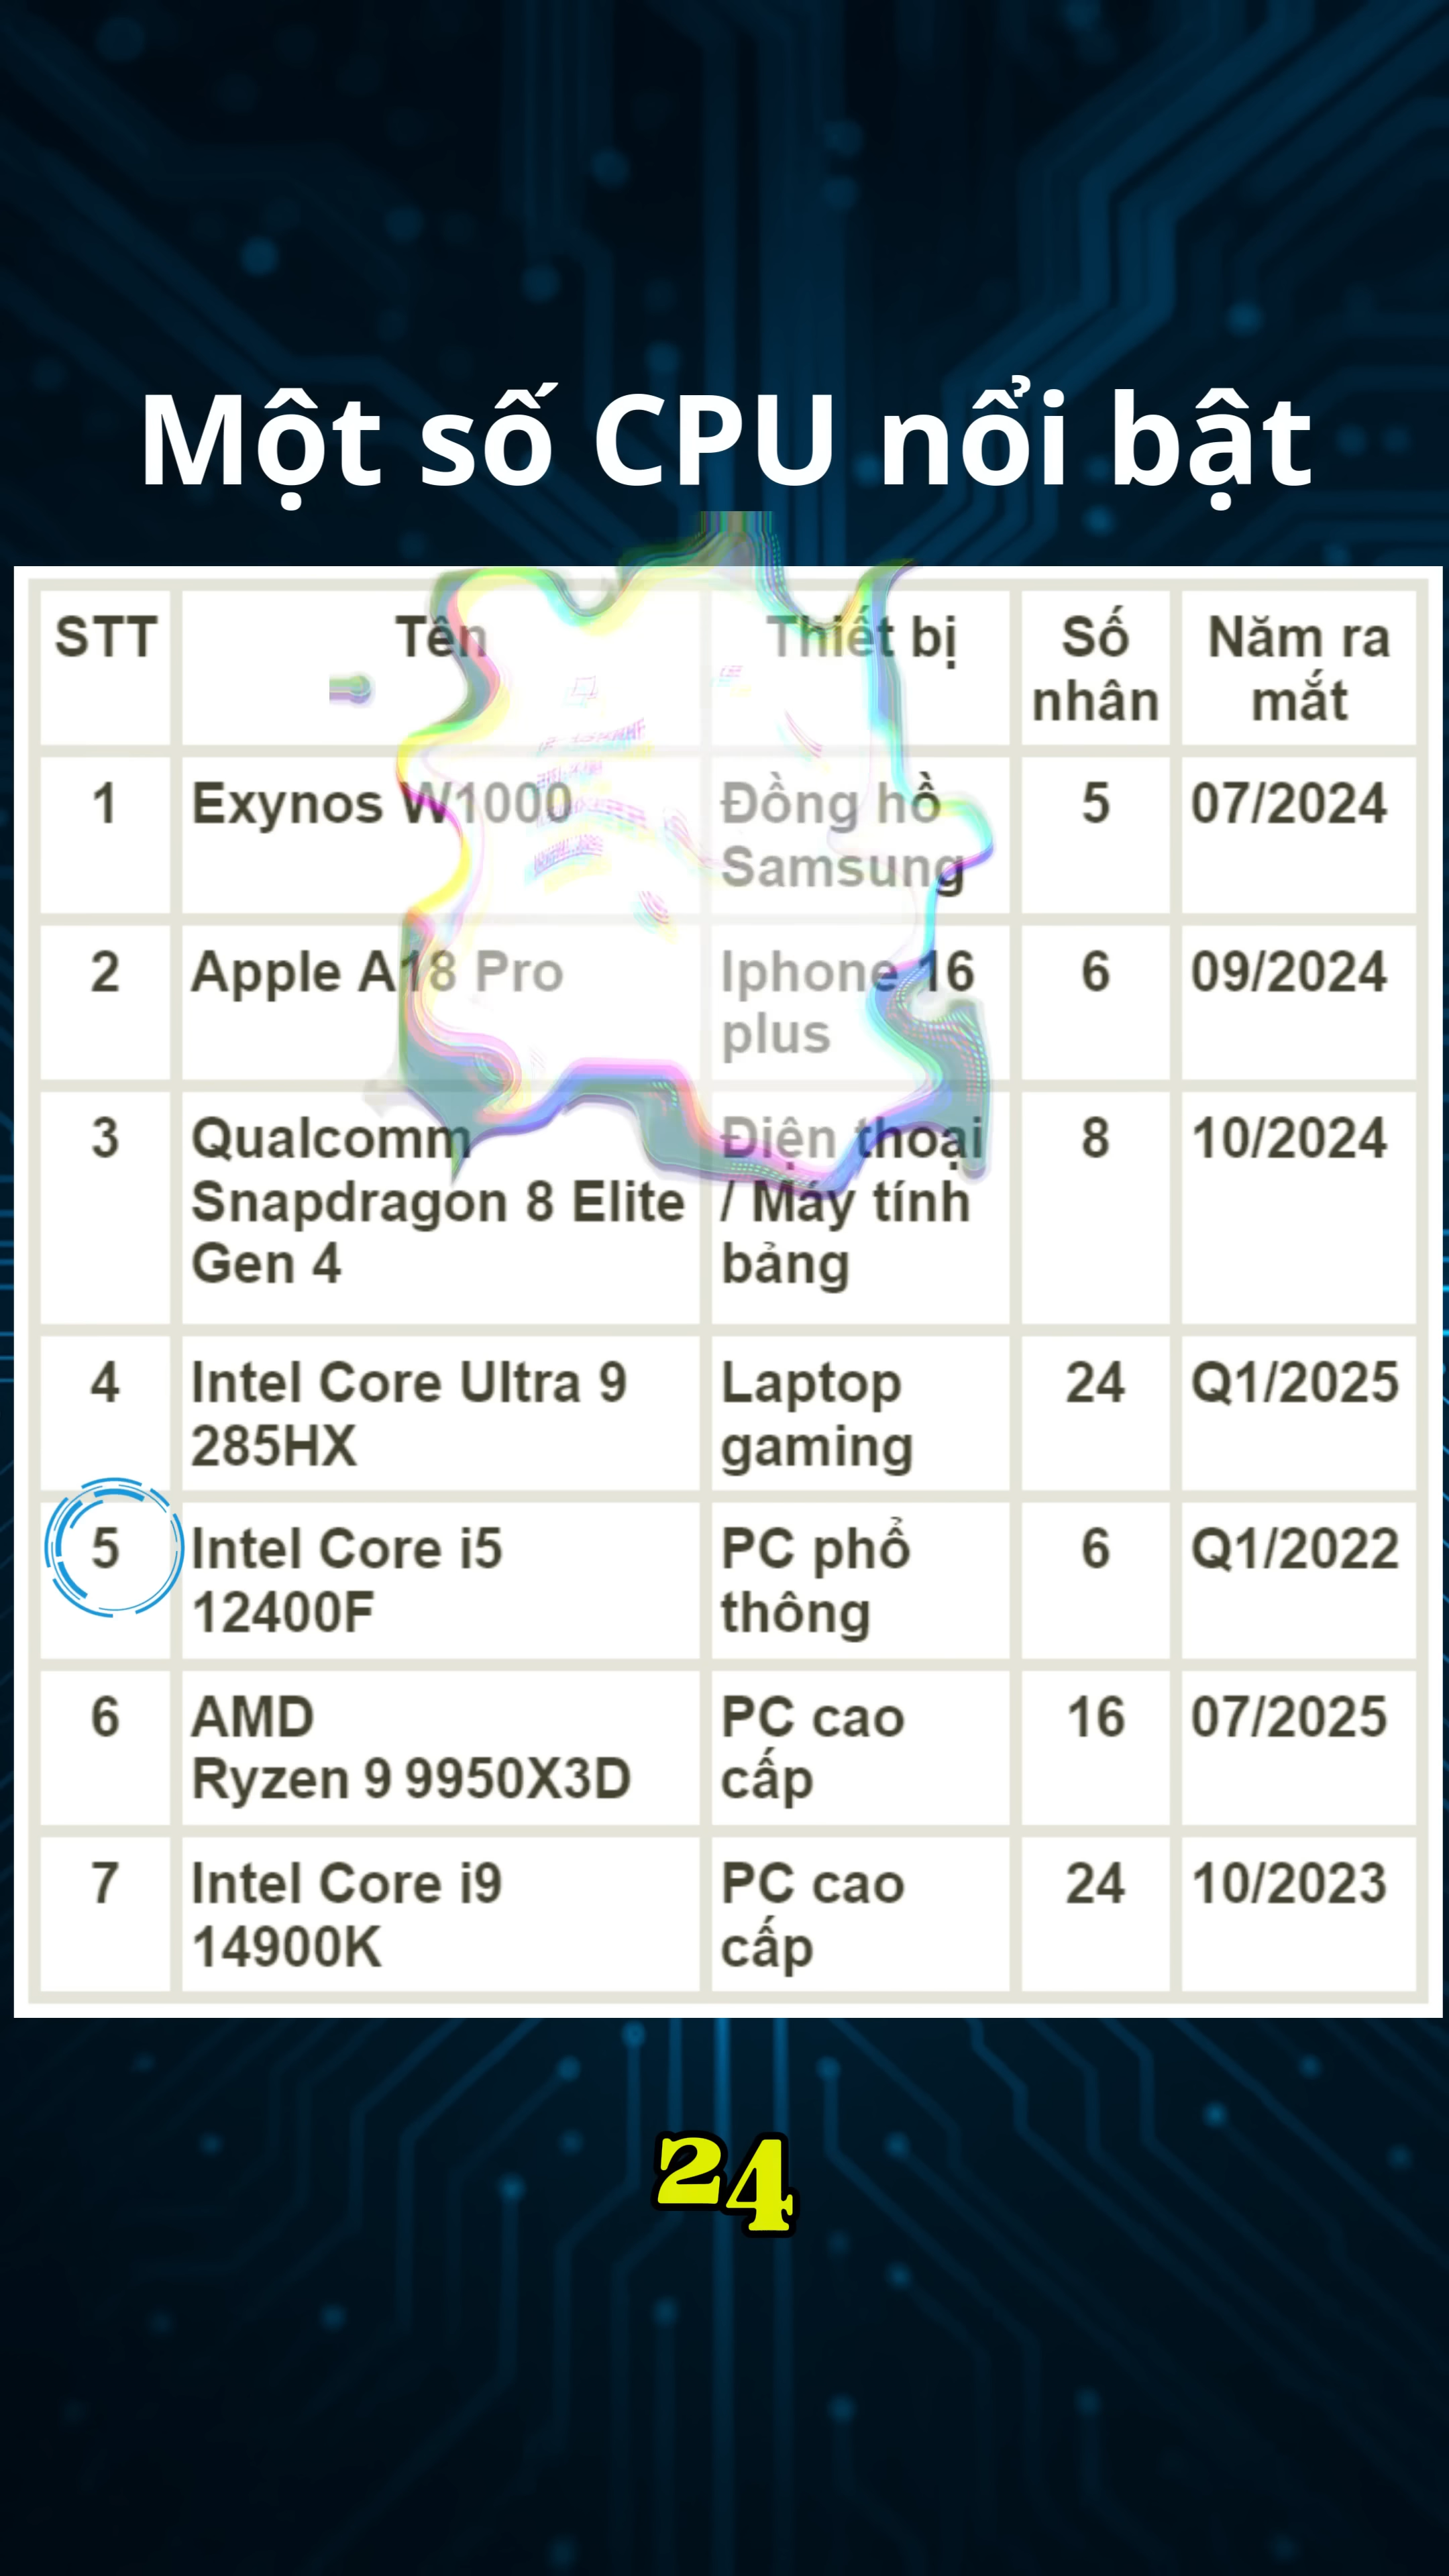 Một số CPU nổi bật
STT Tên Thiết bị Số nhân Năm ra mắt
1 Exynos W1000 Đồng hồ Samsung 5 07/2024
2 Apple A18 Pro Iphone 16 plus 6 09/2024
3 Qualcomm Snapdragon 8 Elite Gen 4 Điện thoại / Máy tính bảng 8 10/2024
4 Intel Core Ultra 9 285HX Laptop gaming 24 Q1/2025
5 Intel Core i5 12400F PC phổ thông 6 Q1/2022
6 AMD Ryzen 9 9950X3D PC cao cấp 16 07/2025
7 Intel Core i9 14900K PC cao cấp 24 10/2023
24